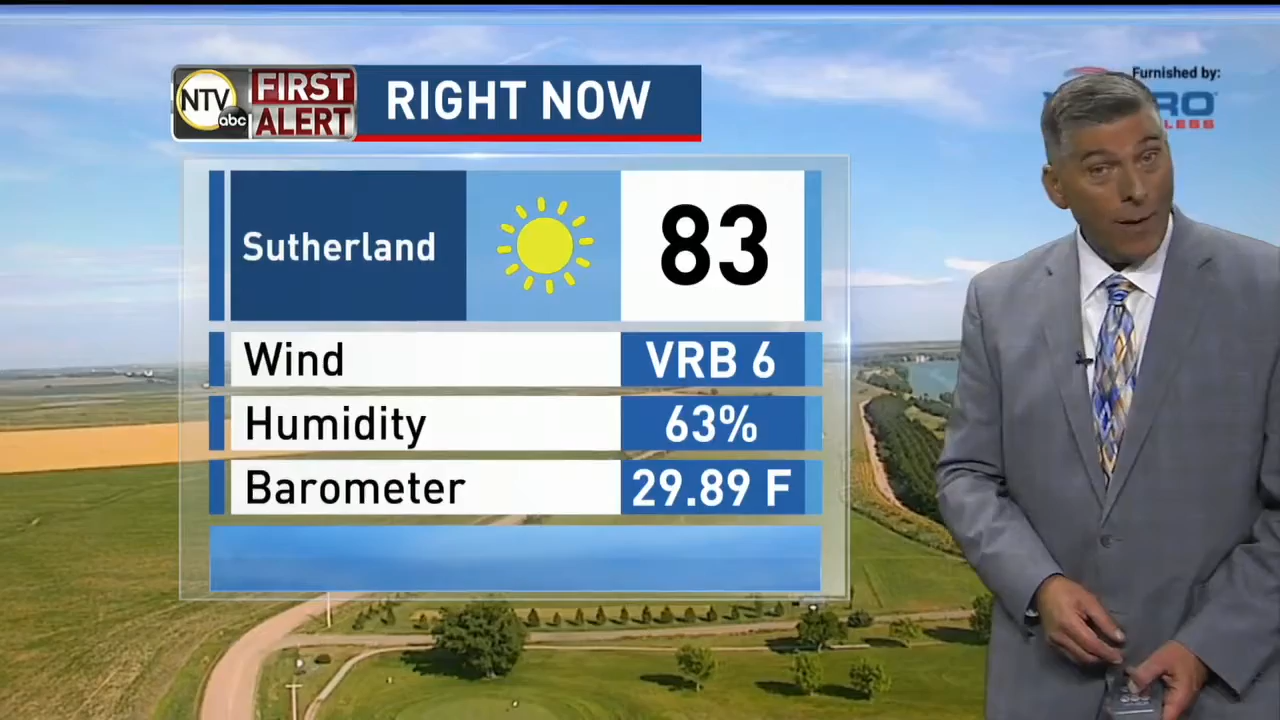 NTV
abc
FIRST
ALERT
RIGHT NOW
Furnished by:
Sutherland
83
Wind
VRB 6
Humidity
63%
Barometer
29.89 F